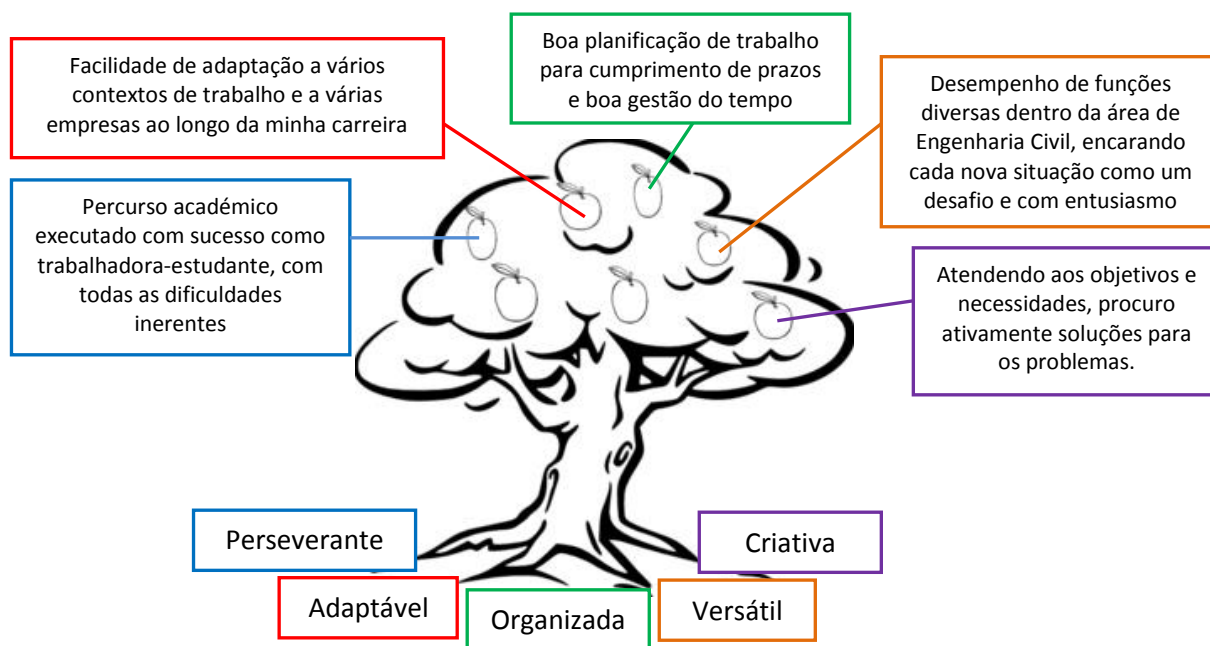 Facilidade de adaptação a vários
contextos de trabalho e a várias
empresas ao longo da minha carreira
Boa planificação de trabalho
para cumprimento de prazos
e boa gestão do tempo
Desempenho de funções
diversas dentro da área de
Engenharia Civil, encarando
cada nova situação como um
desafio e com entusiasmo
Percurso académico
executado com sucesso como
trabalhadora-estudante, com
todas as dificuldades
inerentes
Atendendo aos objetivos e
necessidades, procuro
ativamente soluções para
os problemas.
Perseverante
Adaptável
Organizada
Versátil
Criativa